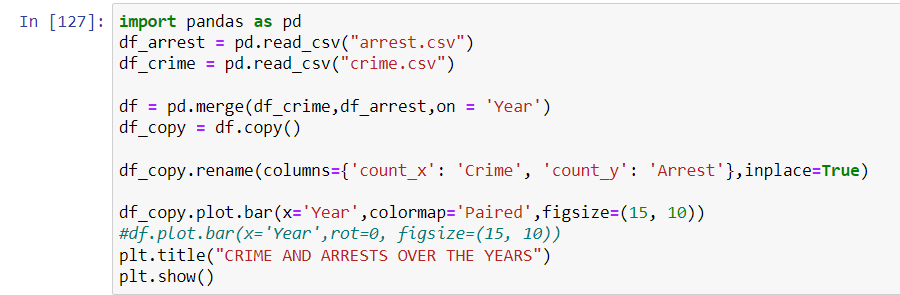 In [127]: import pandas as pd
df_arrest = pd.read_csv("arrest.csv")
df_crime = pd.read_csv("crime.csv")
df = pd.merge(df_crime,df_arrest,on = 'Year')
df_copy = df.copy()
df_copy.rename(columns={'count_x': 'Crime', 'count_y': 'Arrest'},inplace=True)
df_copy.plot.bar(x='Year',colormap='Paired',figsize=(15, 10))
#df.plot.bar(x='Year',rot=0, figsize=(15, 10))
plt.title("CRIME AND ARRESTS OVER THE YEARS")
plt.show()